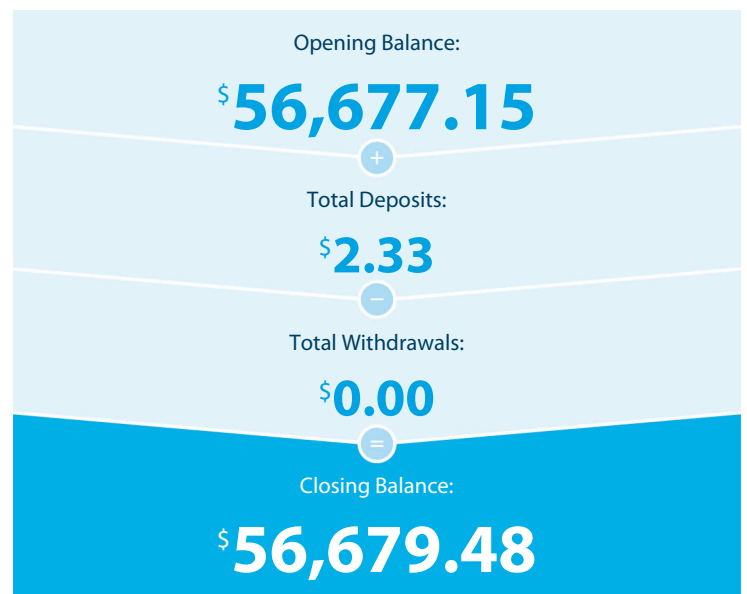 Opening Balance:
$56,677.15
+
Total Deposits:
$2.33
−
Total Withdrawals:
$0.00
=
Closing Balance:
$56,679.48